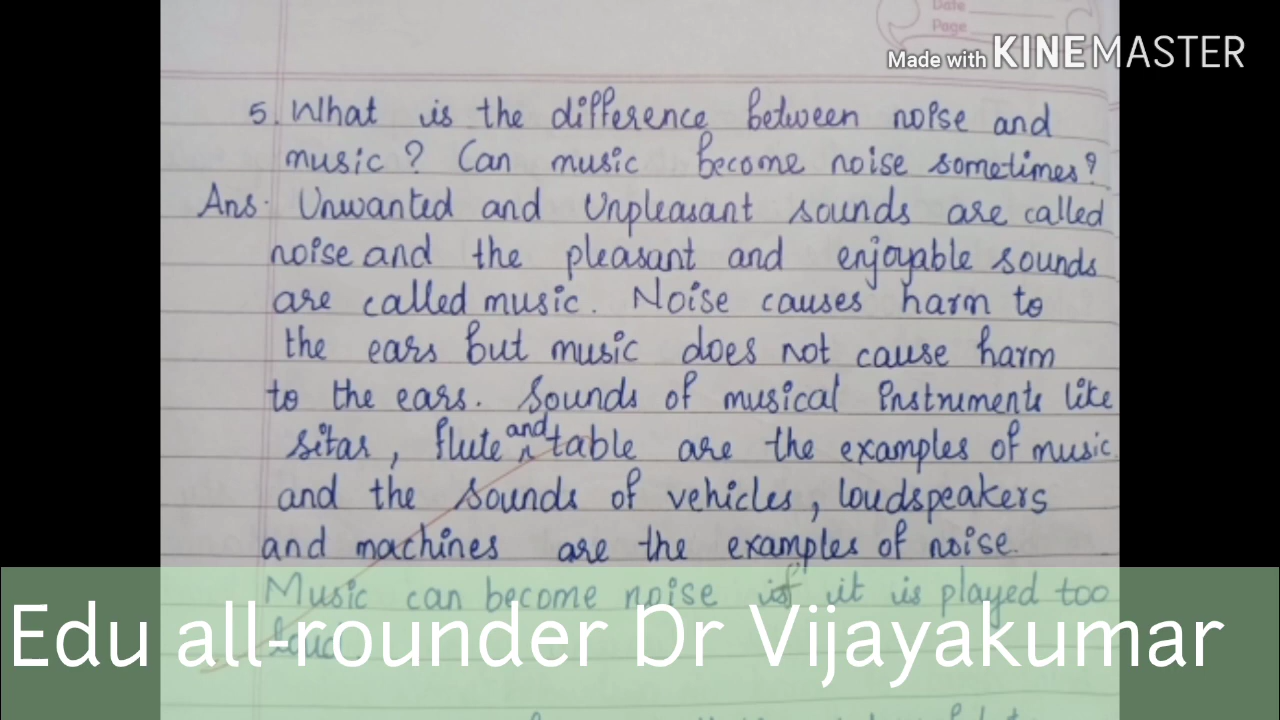 Date
Page
Made with KINEMASTER
5. What is the difference between noise and
music? Can music become noise sometimes?
Ans. Unwanted and Unpleasant sounds are called
noise and the pleasant and enjoyable sounds
are called music. Noise causes harm to
the ears but music does not cause harm
to the ears. Sounds of musical instruments like
sitar, flute and table are the examples of music
and the sounds of vehicles, loudspeakers
and machines are the examples of noise.
Music can become noise if it is played too
loud.
Edu all-rounder Dr Vijayakumar